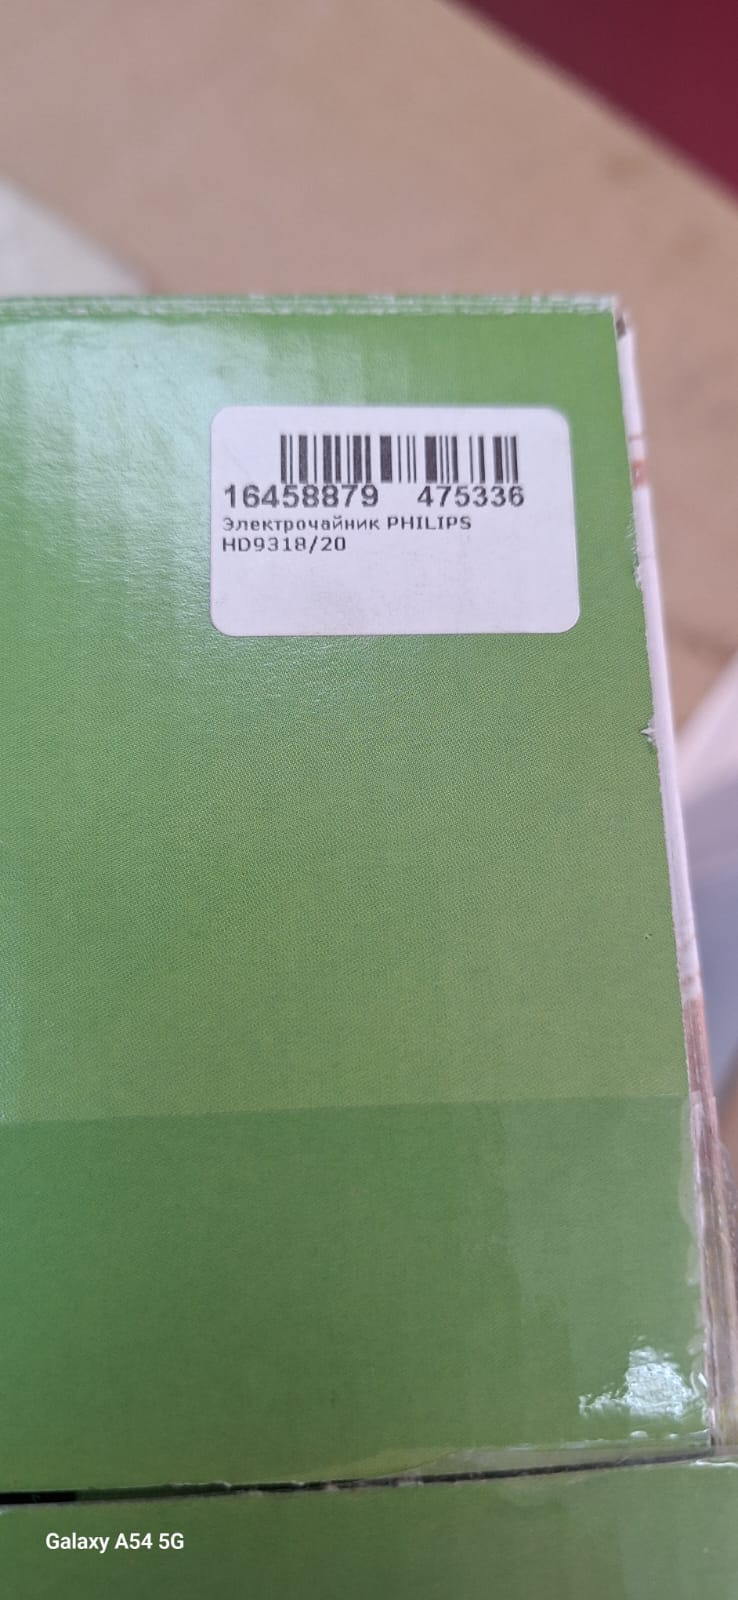 16458879 475336
Электрочайник PHILIPS
HD9318/20
Galaxy A54 5G